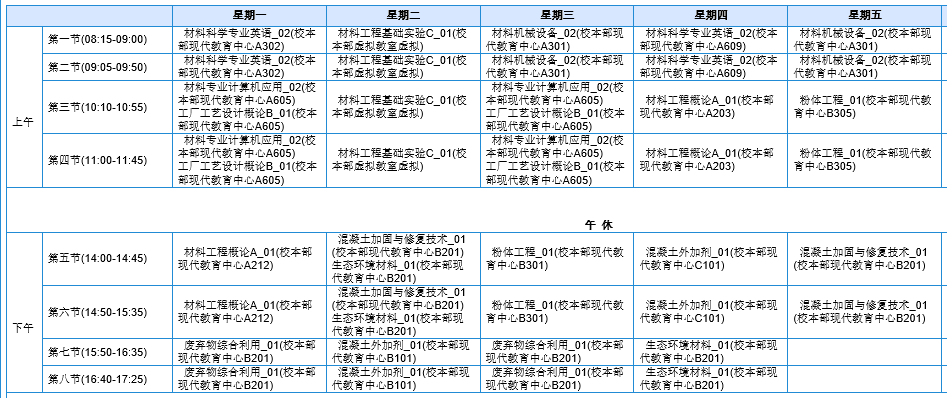 星期一 星期二 星期三 星期四 星期五
上午
第一节(08:15-09:00)
材料科学专业英语_02(校本
部现代教育中心A302)
材料工程基础实验C_01(校
本部虚拟教室虚拟)
材料机械设备_02(校本部现
代教育中心A301)
材料科学专业英语_02(校本
部现代教育中心A609)
材料机械设备_02(校本部现
代教育中心A301)
第二节(09:05-09:50)
材料科学专业英语_02(校本
部现代教育中心A302)
材料工程基础实验C_01(校
本部虚拟教室虚拟)
材料机械设备_02(校本部现
代教育中心A301)
材料科学专业英语_02(校本
部现代教育中心A609)
材料机械设备_02(校本部现
代教育中心A301)
第三节(10:10-10:55)
材料专业计算机应用_02(校
本部现代教育中心A605)
工厂工艺设计概论B_01(校本
部现代教育中心A605)
材料工程基础实验C_01(校
本部虚拟教室虚拟)
材料专业计算机应用_02(校
本部现代教育中心A605)
工厂工艺设计概论B_01(校本
部现代教育中心A605)
材料工程概论A_01(校本部
现代教育中心A203)
粉体工程_01(校本部现代教
育中心B305)
第四节(11:00-11:45)
材料专业计算机应用_02(校
本部现代教育中心A605)
工厂工艺设计概论B_01(校本
部现代教育中心A605)
材料工程基础实验C_01(校
本部虚拟教室虚拟)
材料专业计算机应用_02(校
本部现代教育中心A605)
工厂工艺设计概论B_01(校本
部现代教育中心A605)
材料工程概论A_01(校本部
现代教育中心A203)
粉体工程_01(校本部现代教
育中心B305)
午 休
下午
第五节(14:00-14:45)
材料工程概论A_01(校本部
现代教育中心A212)
混凝土加固与修复技术_01
(校本部现代教育中心B201)
生态环境材料_01(校本部现
代教育中心B201)
粉体工程_01(校本部现代教
育中心B301)
混凝土外加剂_01(校本部现
代教育中心C101)
混凝土加固与修复技术_01
(校本部现代教育中心B201)
第六节(14:50-15:35)
材料工程概论A_01(校本部
现代教育中心A212)
混凝土加固与修复技术_01
(校本部现代教育中心B201)
生态环境材料_01(校本部现
代教育中心B201)
粉体工程_01(校本部现代教
育中心B301)
混凝土外加剂_01(校本部现
代教育中心C101)
混凝土加固与修复技术_01
(校本部现代教育中心B201)
第七节(15:50-16:35)
废弃物综合利用_01(校本部
现代教育中心B201)
混凝土外加剂_01(校本部现
代教育中心B101)
废弃物综合利用_01(校本部
现代教育中心B201)
生态环境材料_01(校本部现
代教育中心B201)
第八节(16:40-17:25)
废弃物综合利用_01(校本部
现代教育中心B201)
混凝土外加剂_01(校本部现
代教育中心B101)
废弃物综合利用_01(校本部
现代教育中心B201)
生态环境材料_01(校本部现
代教育中心B201)